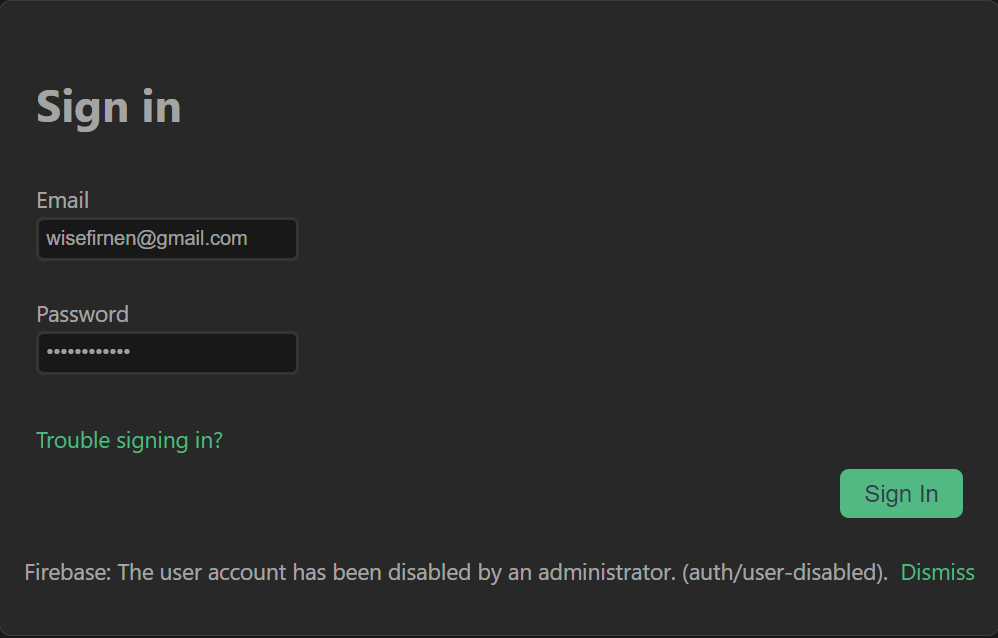 Sign in
Email
wisefirnen@gmail.com
Password
••••••••••••
Trouble signing in?
Sign In
Firebase: The user account has been disabled by an administrator. (auth/user-disabled). Dismiss